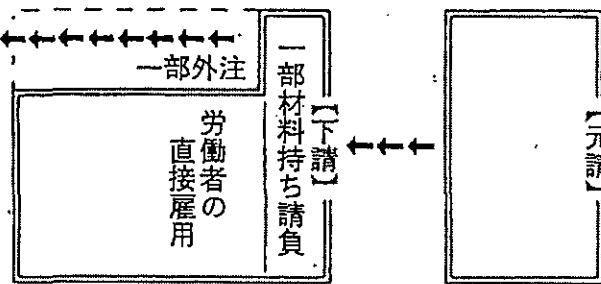 【元請】
【下請】
一部材料持ち請負
一部外注
労働者の
直接雇用